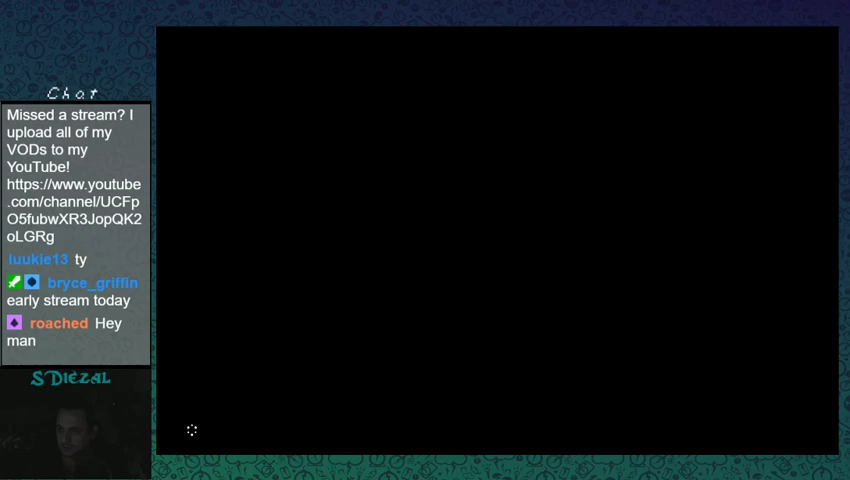 Chat
Missed a stream? I
upload all of my
VODs to my
YouTube!
https://www.youtube
.com/channel/UCFp
O5fubwXR3JopQK2
oLGRg
luukie13 ty
bryce_griffin
early stream today
roached Hey
man
SDIEZAL